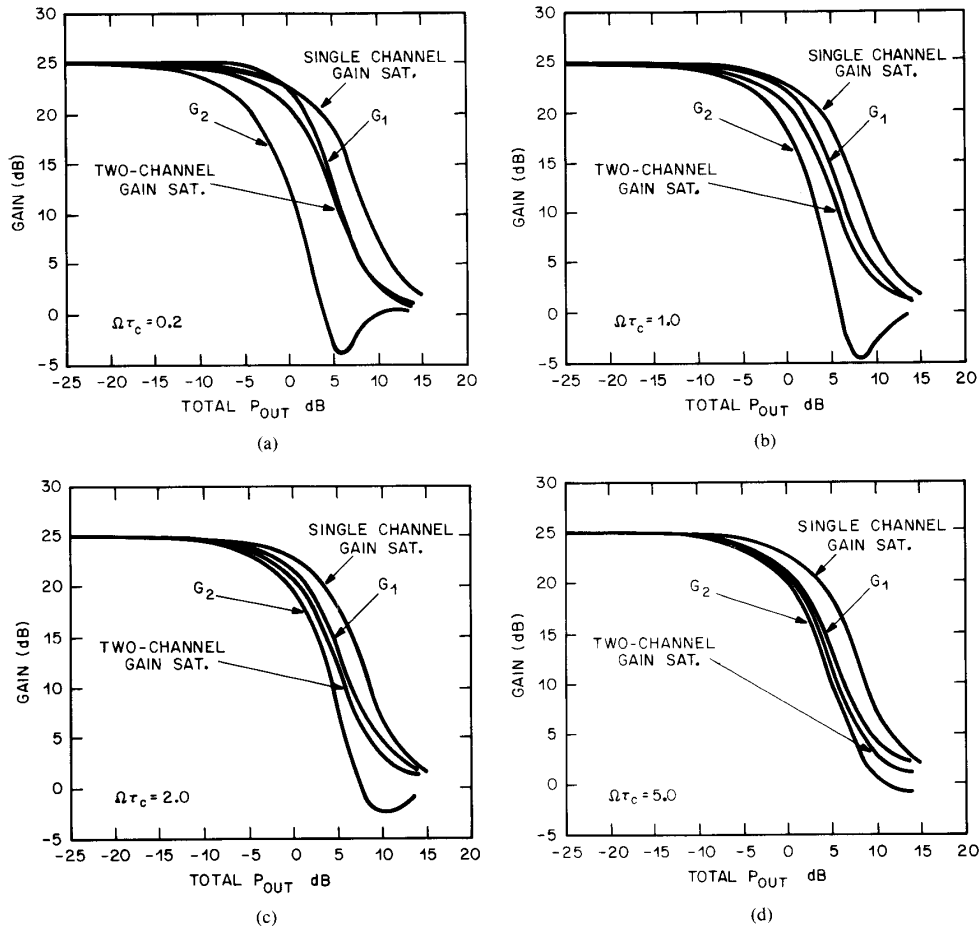 30
25
20
15
10
5
0
-5
GAIN (dB)
SINGLE CHANNEL
GAIN SAT.
G₂
G₁
TWO-CHANNEL
GAIN SAT.
Ωτc = 0.2
-25 -20 -15 -10 -5 0 5 10 15 20
TOTAL POUT dB
(a)
30
25
20
15
10
5
0
-5
GAIN (dB)
SINGLE CHANNEL
GAIN SAT.
G₂
G₁
TWO-CHANNEL
GAIN SAT.
Ωτc = 1.0
-25 -20 -15 -10 -5 0 5 10 15 20
TOTAL POUT dB
(b)
30
25
20
15
10
5
0
-5
GAIN (dB)
SINGLE CHANNEL
GAIN SAT.
G₂
G₁
TWO-CHANNEL
GAIN SAT.
Ωτc = 2.0
-25 -20 -15 -10 -5 0 5 10 15 20
TOTAL POUT dB
(c)
30
25
20
15
10
5
0
-5
GAIN (dB)
SINGLE CHANNEL
GAIN SAT.
G₂
G₁
TWO-CHANNEL
GAIN SAT.
Ωτc = 5.0
-25 -20 -15 -10 -5 0 5 10 15 20
TOTAL POUT dB
(d)